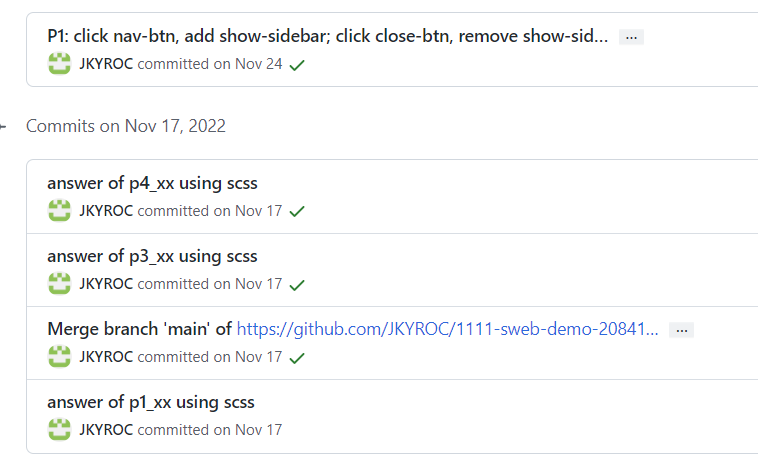 P1: click nav-btn, add show-sidebar; click close-btn, remove show-sid... ...
JKYROC committed on Nov 24
Commits on Nov 17, 2022
answer of p4_xx using scss
JKYROC committed on Nov 17
answer of p3_xx using scss
JKYROC committed on Nov 17
Merge branch 'main' of https://github.com/JKYROC/1111-sweb-demo-20841... ...
JKYROC committed on Nov 17
answer of p1_xx using scss
JKYROC committed on Nov 17